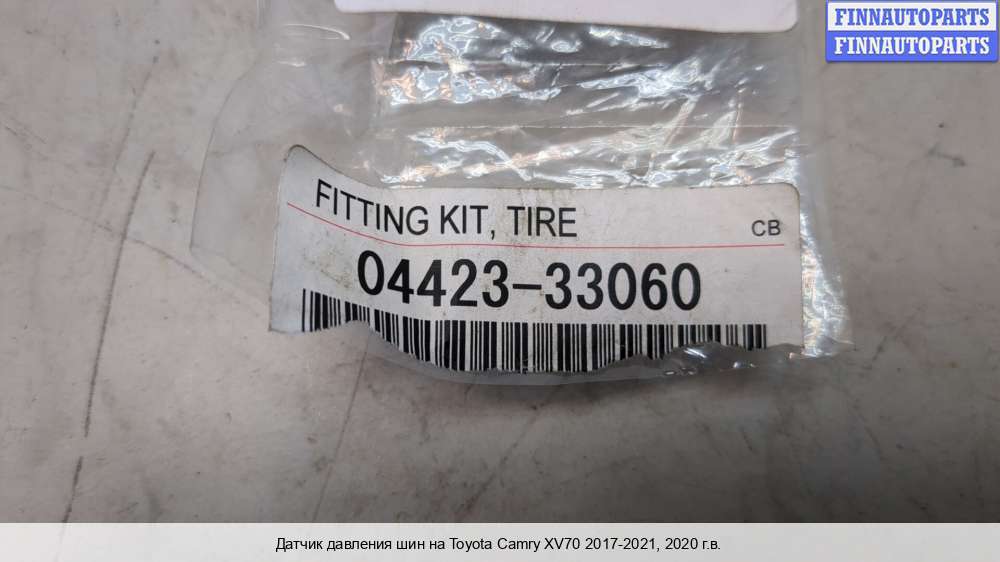 FINNAUTOPARTS
FINNAUTOPARTS
FITTING KIT, TIRE
CB
04423-33060
Датчик давления шин на Toyota Camry XV70 2017-2021, 2020 г.в.